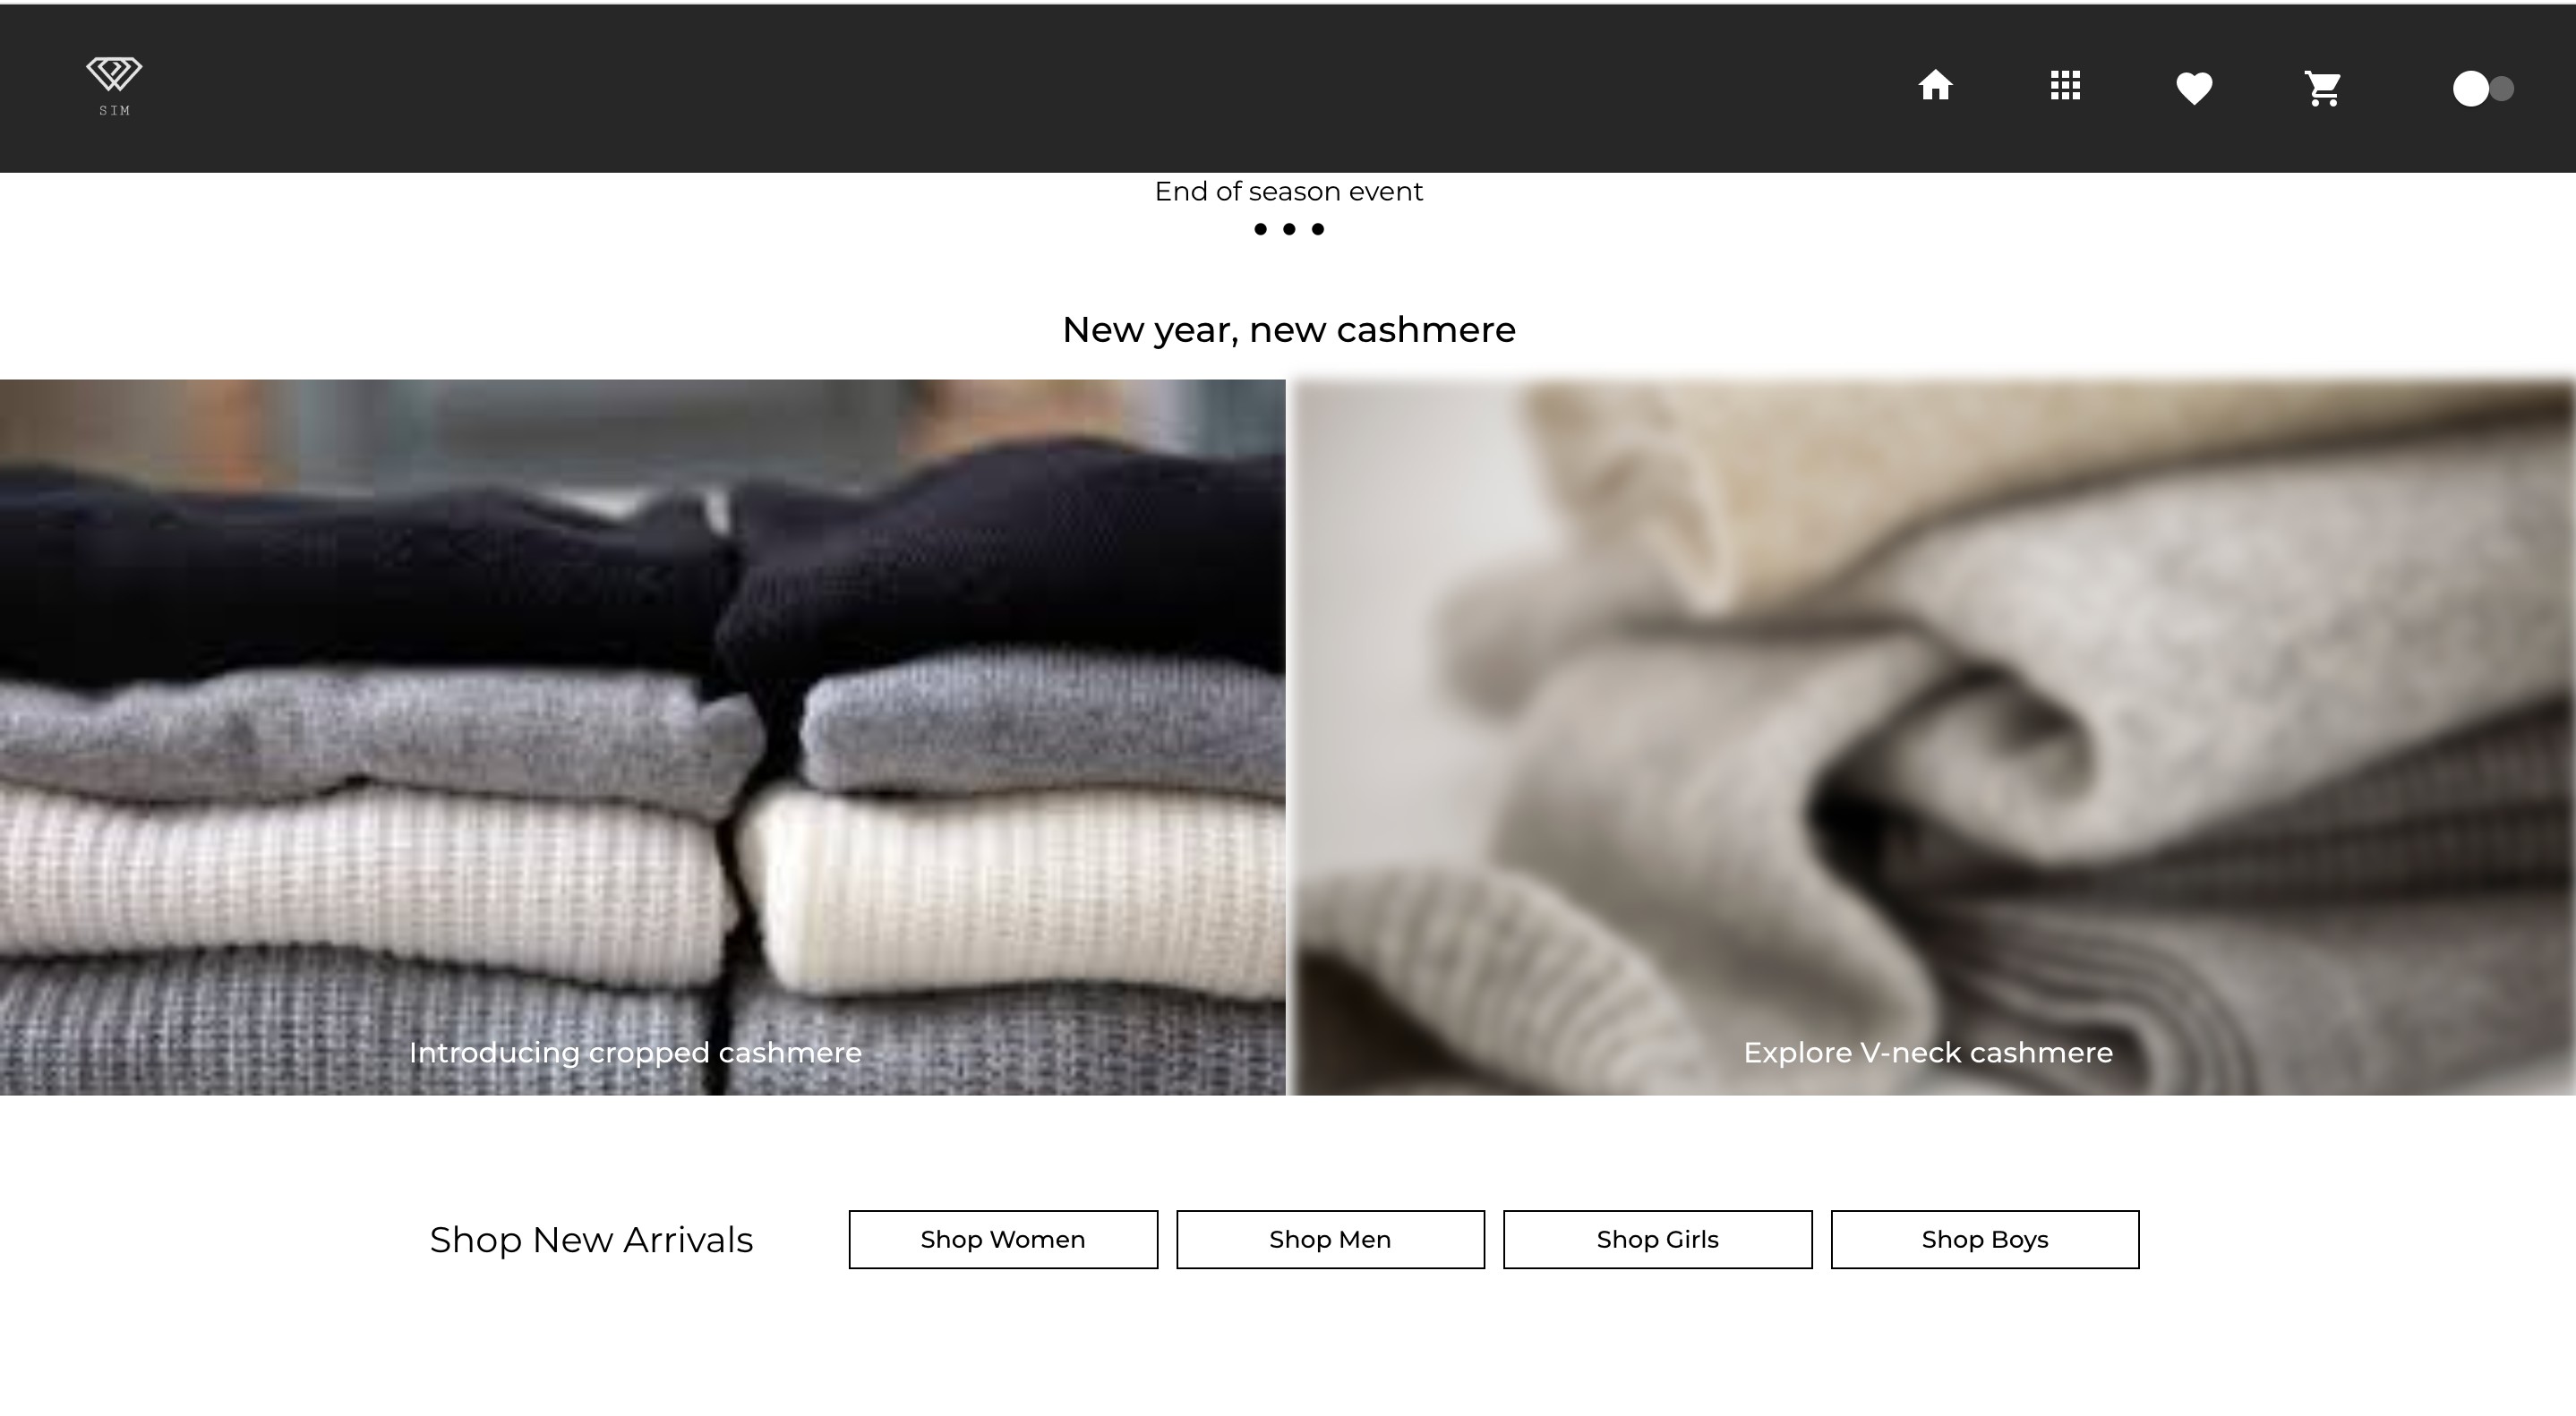 SIM
End of season event
New year, new cashmere
Introducing cropped cashmere
Explore V-neck cashmere
Shop New Arrivals
Shop Women
Shop Men
Shop Girls
Shop Boys